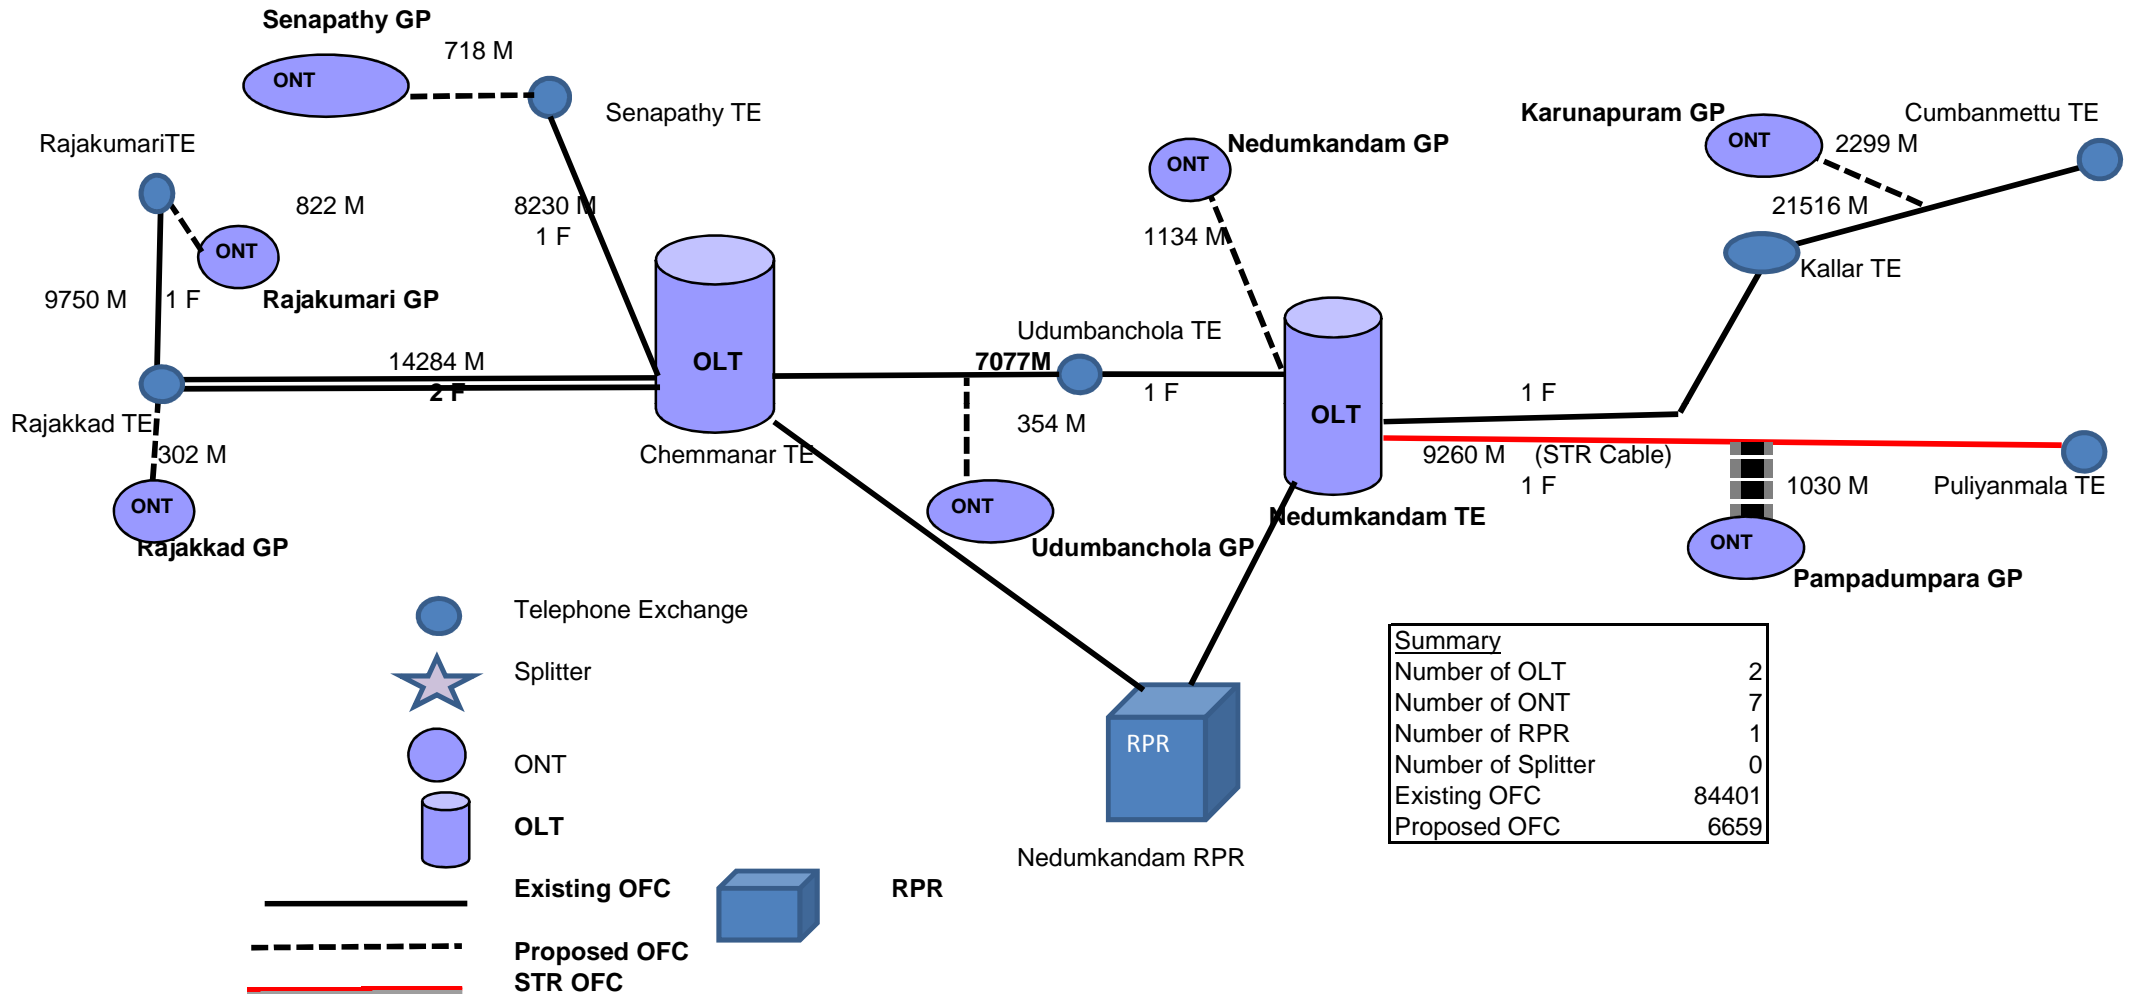 Senapathy GP
718 M
ONT
Senapathy TE
RajakumariTE
822 M
8230 M
1 F
ONT
Rajakumari GP
9750 M
1 F
14284 M
2 F
Rajakkad TE
302 M
ONT
Rajakkad GP
OLT
Chemmanar TE
Udumbanchola TE
7077M
1 F
354 M
ONT
Udumbanchola GP
ONT
Nedumkandam GP
1134 M
OLT
Nedumkandam TE
Karunapuram GP
ONT
2299 M
Cumbanmettu TE
21516 M
Kallar TE
1 F
9260 M
(STR Cable)
1 F
1030 M
Puliyanmala TE
ONT
Pampadumpara GP
RPR
Nedumkandam RPR
Telephone Exchange
Splitter
ONT
OLT
Existing OFC
RPR
Proposed OFC
STR OFC
Summary
Number of OLT 2
Number of ONT 7
Number of RPR 1
Number of Splitter 0
Existing OFC 84401
Proposed OFC 6659